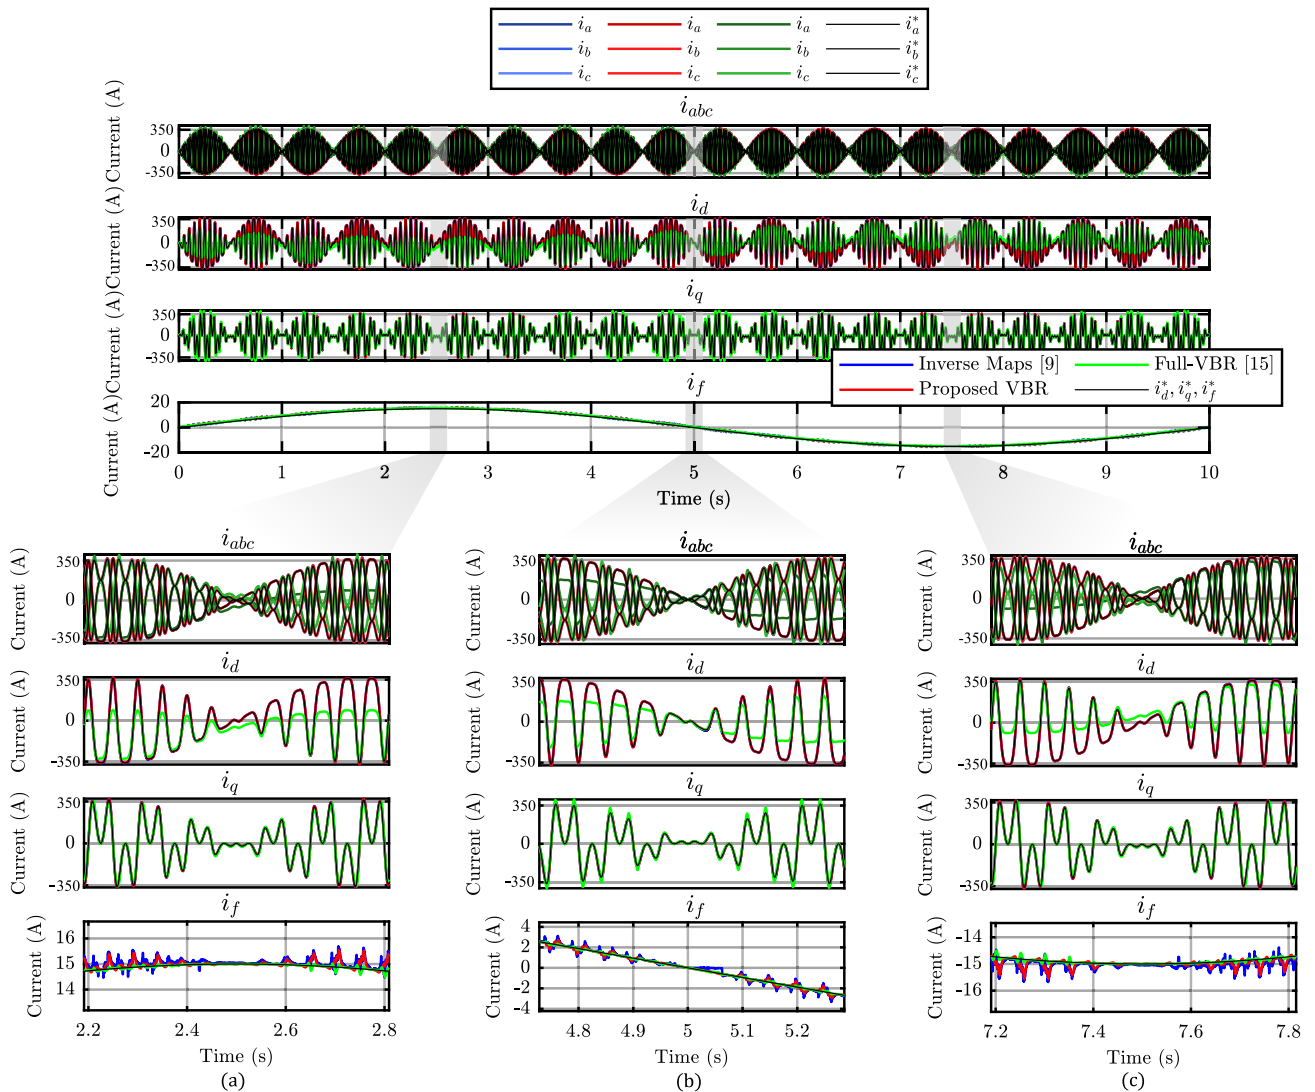 i_a i_a i_a i_a^*
i_b i_b i_b i_b^*
i_c i_c i_c i_c^*
i_abc
Current (A)
350
0
-350
i_d
Current (A)
350
0
-350
i_q
Current (A)
350
0
-350
Inverse Maps [9] Full-VBR [15]
Proposed VBR i_d^*, i_q^*, i_f^*
i_f
Current (A)
20
0
-20
0 1 2 3 4 5 6 7 8 9 10
Time (s)
i_abc
Current (A)
350
0
-350
i_d
Current (A)
350
0
-350
i_q
Current (A)
350
0
-350
i_f
Current (A)
16
15
14
2.2 2.4 2.6 2.8
Time (s)
(a)
i_abc
Current (A)
350
0
-350
i_d
Current (A)
350
0
-350
i_q
Current (A)
350
0
-350
i_f
Current (A)
4
2
0
-2
-4
4.8 4.9 5 5.1 5.2
Time (s)
(b)
i_abc
Current (A)
350
0
-350
i_d
Current (A)
350
0
-350
i_q
Current (A)
350
0
-350
i_f
Current (A)
-14
-15
-16
7.2 7.4 7.6 7.8
Time (s)
(c)